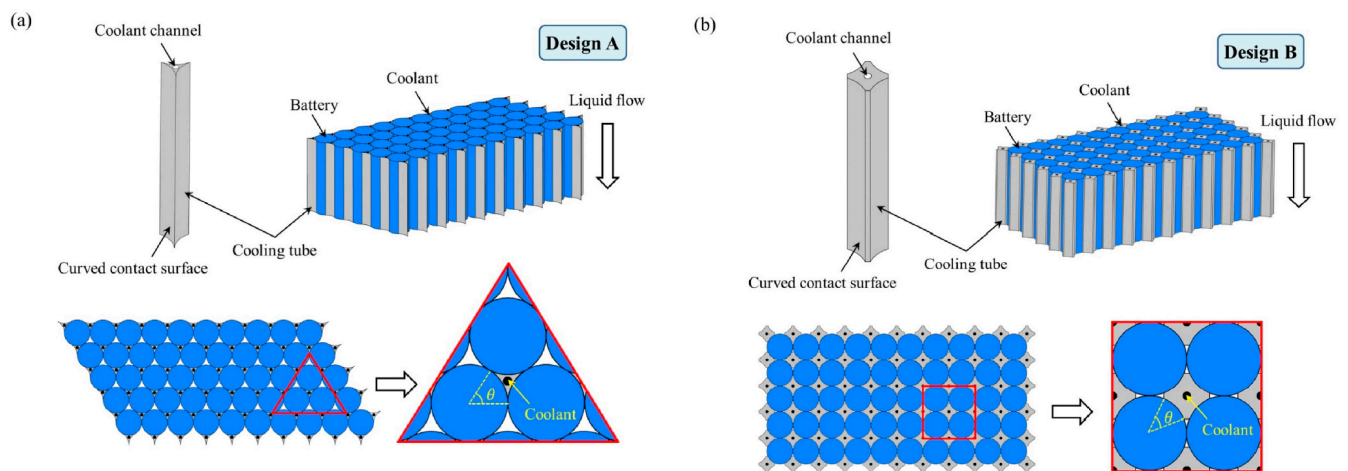 (a)
Coolant channel
Design A
Coolant
Battery
Liquid flow
Cooling tube
Curved contact surface
θ
Coolant
(b)
Coolant channel
Design B
Coolant
Battery
Liquid flow
Cooling tube
Curved contact surface
θ
Coolant